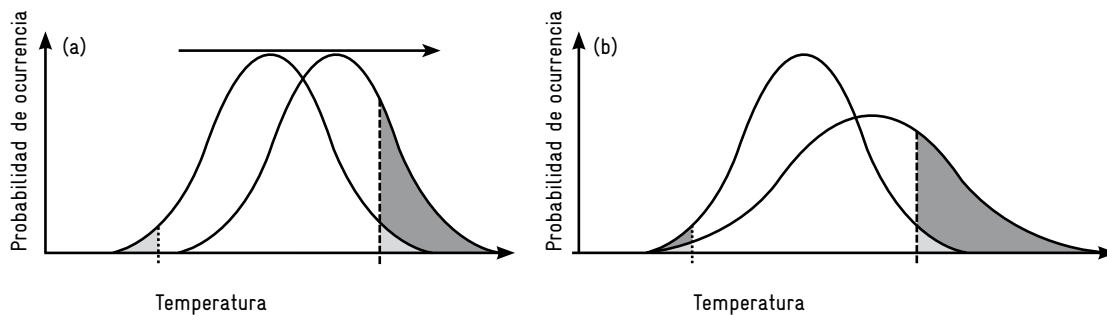 Probabilidad de ocurrencia
(a)
Temperatura
Probabilidad de ocurrencia
(b)
Temperatura